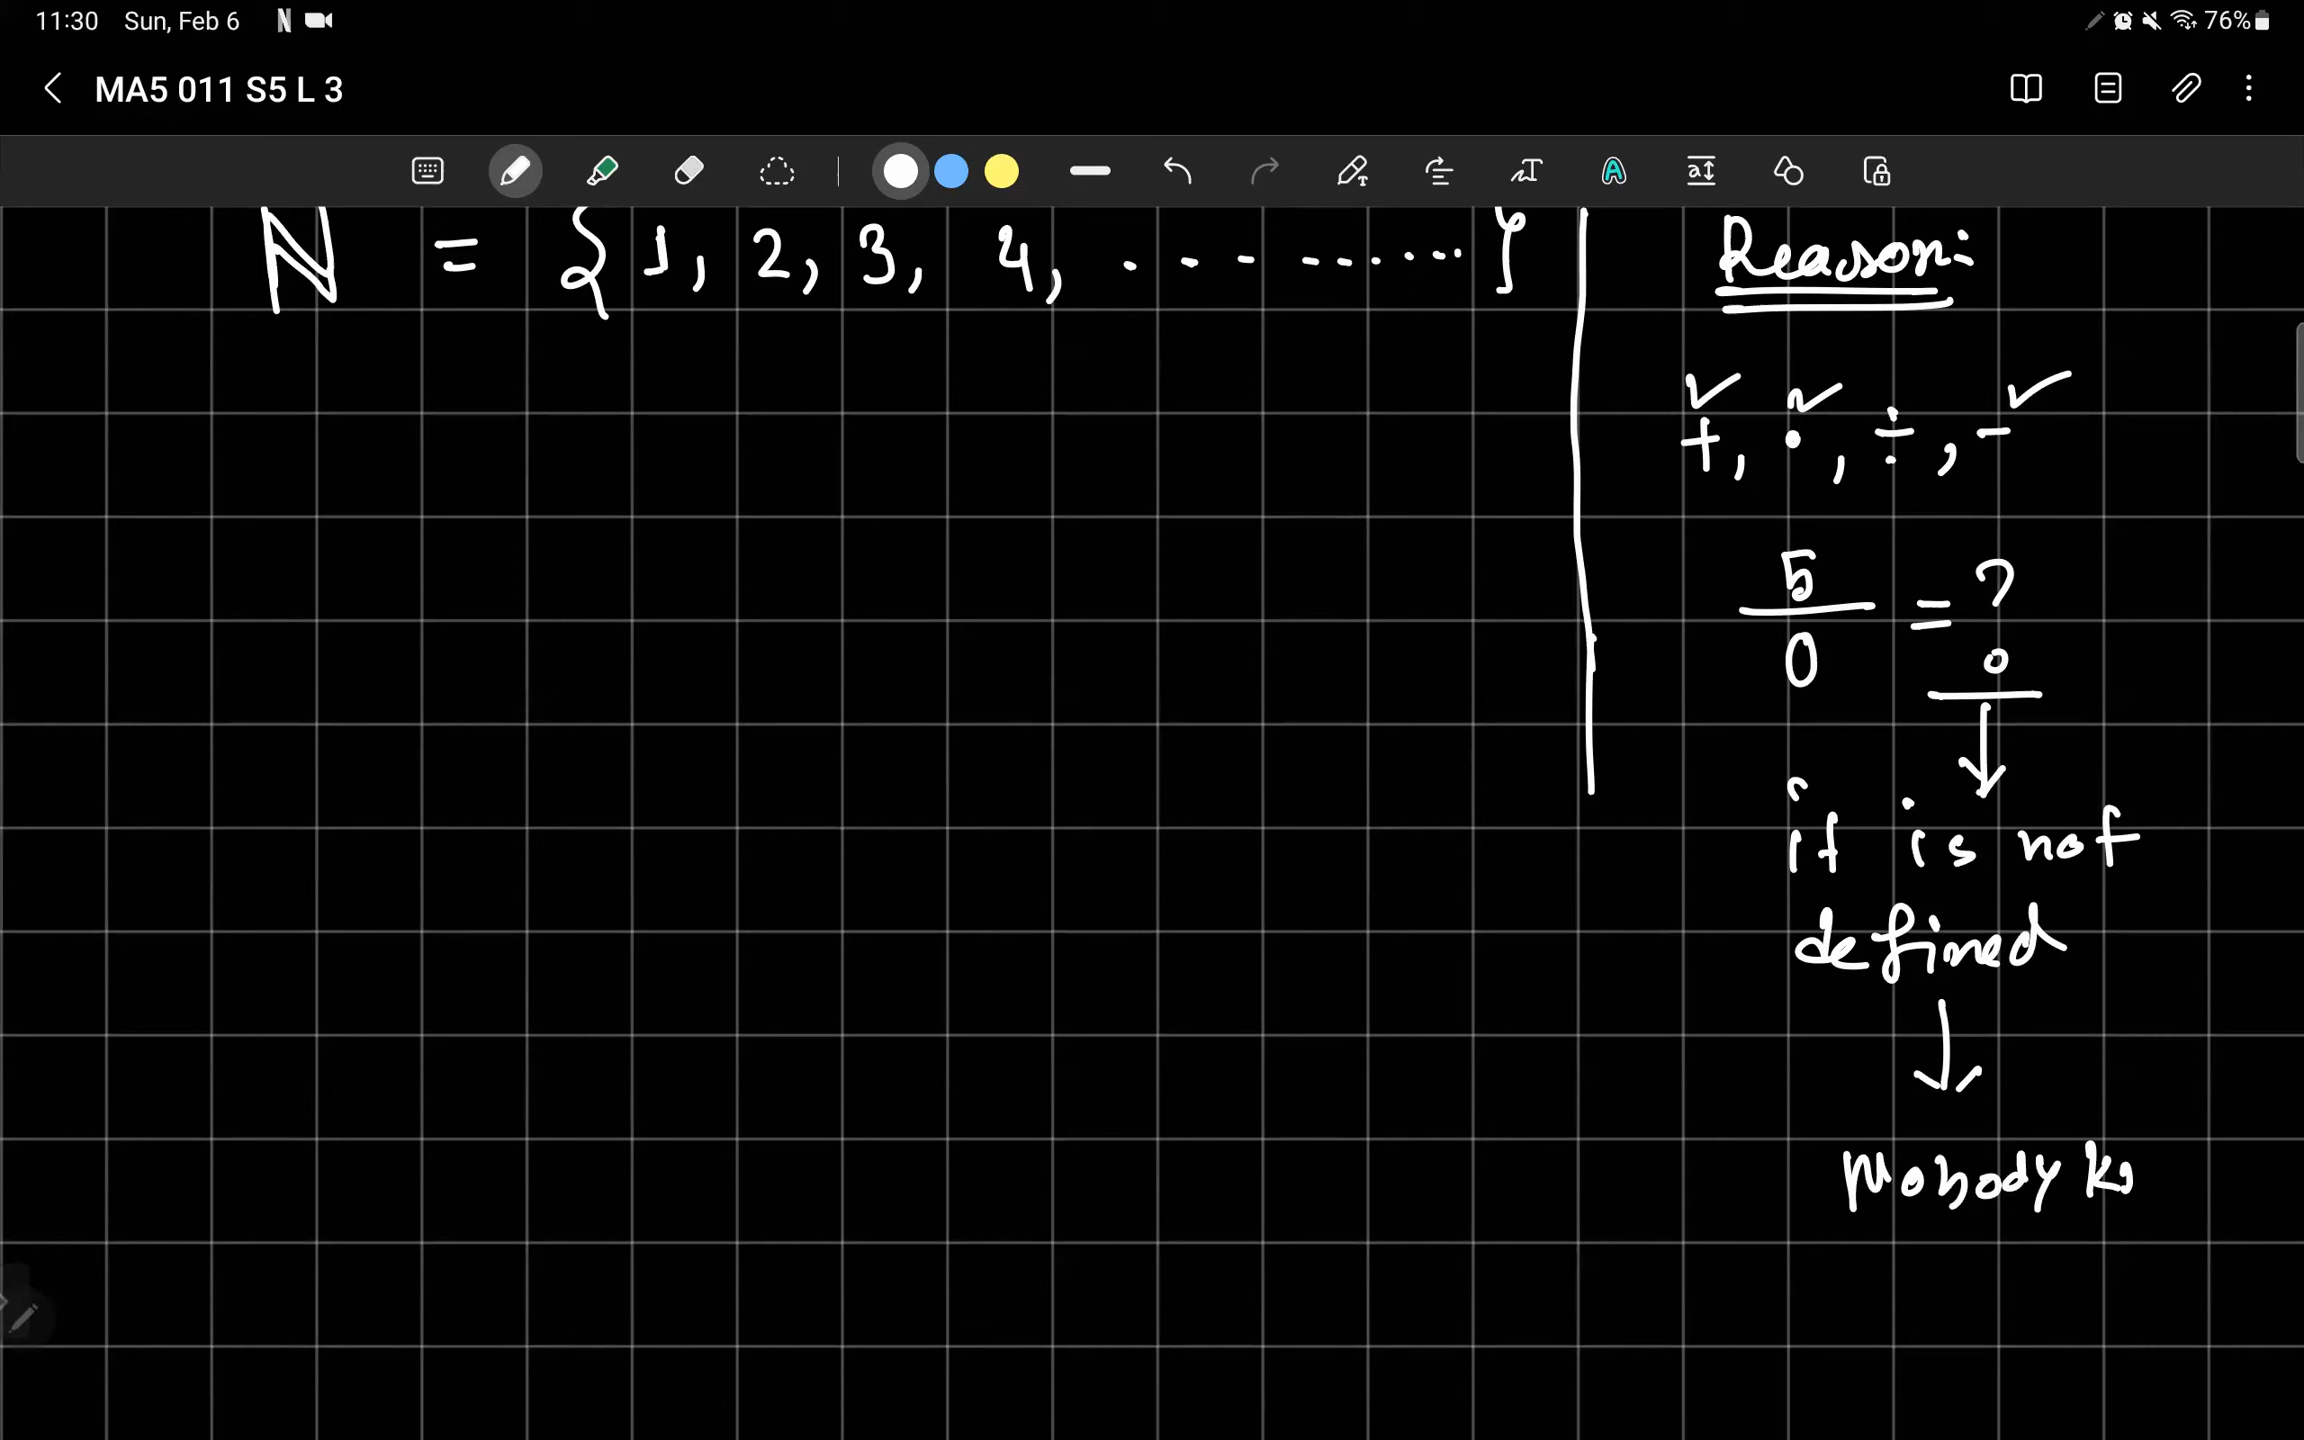 11:30 Sun, Feb 6 76%
MA5 011 S5 L 3
ℕ = {1, 2, 3, 4, . . . . . . . . . }
Reason:
+, •, ÷, -
5/0 = ?
it is not
defined
Nobody